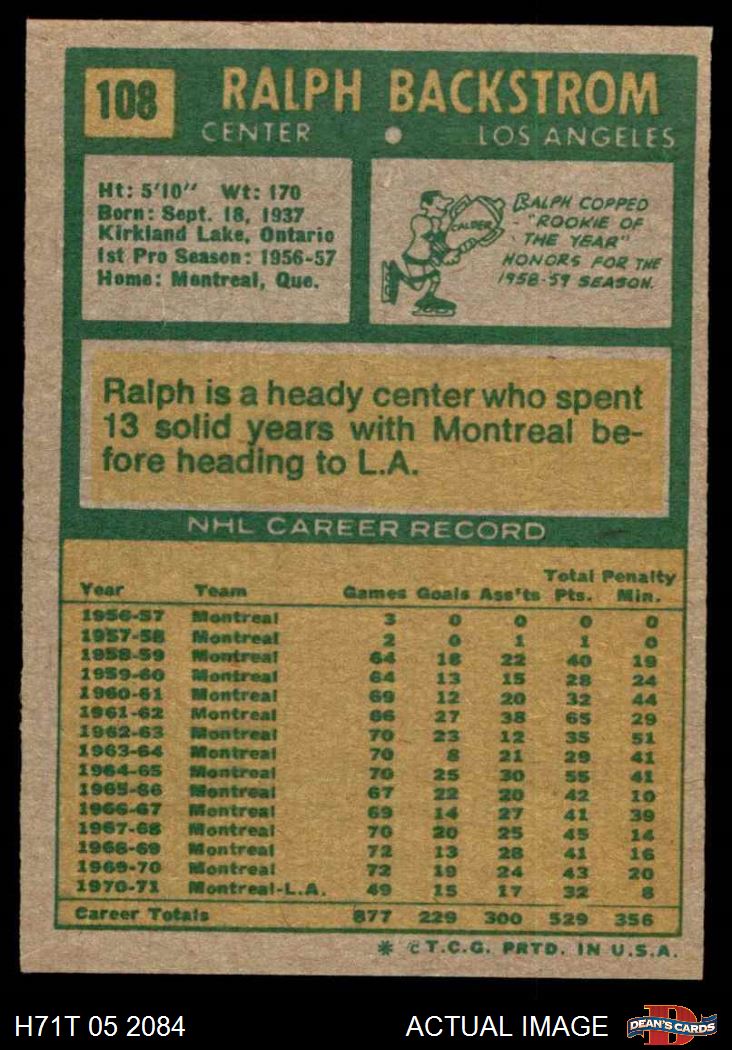 108
RALPH BACKSTROM
CENTER • LOS ANGELES
Ht: 5'10" Wt: 170
Born: Sept. 18, 1937
Kirkland Lake, Ontario
1st Pro Season: 1956-57
Home: Montreal, Que.
CALDER
RALPH COPPED
"ROOKIE OF
THE YEAR"
HONORS FOR THE
1958-59 SEASON.
Ralph is a heady center who spent
13 solid years with Montreal be-
fore heading to L.A.
NHL CAREER RECORD
Total Penalty
Year Team Games Goals Ass'ts Pts. Min.
1956-57 Montreal 3 0 0 0 0
1957-58 Montreal 2 0 1 1 0
1958-59 Montreal 64 18 22 40 19
1959-60 Montreal 64 13 15 28 24
1960-61 Montreal 69 12 20 32 44
1961-62 Montreal 66 27 38 65 29
1962-63 Montreal 70 23 12 35 51
1963-64 Montreal 70 8 21 29 41
1964-65 Montreal 70 25 30 55 41
1965-66 Montreal 67 22 20 42 10
1966-67 Montreal 69 14 27 41 39
1967-68 Montreal 70 20 25 45 14
1968-69 Montreal 72 13 28 41 16
1969-70 Montreal 72 19 24 43 20
1970-71 Montreal-L.A. 49 15 17 32 8
Career Totals 877 229 300 529 356
* © T.C.G. PRTD. IN U.S.A.
H71T 05 2084
ACTUAL IMAGE
D
DEAN'S CARDS